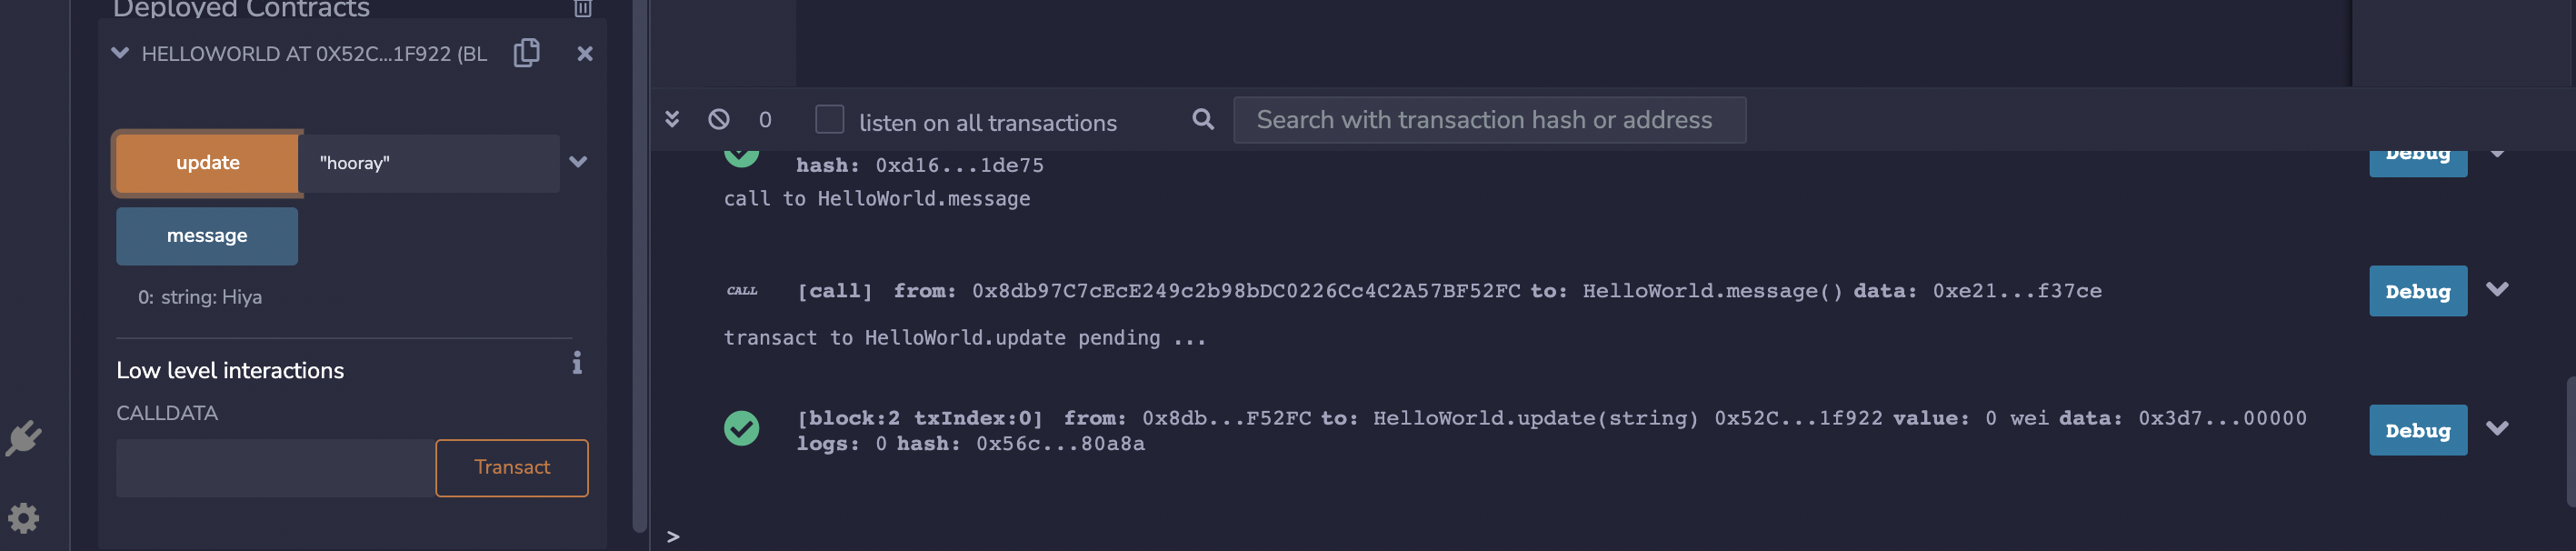 Deployed Contracts
HELLOWORLD AT 0X52C...1F922 (BL
update "hooray"
message
0: string: Hiya
Low level interactions
i
CALLDATA
Transact
0 listen on all transactions Search with transaction hash or address
hash: 0xd16...1de75 Debug
call to HelloWorld.message
CALL [call] from: 0x8db97C7cEcE249c2b98bDC0226Cc4C2A57BF52FC to: HelloWorld.message() data: 0xe21...f37ce Debug
transact to HelloWorld.update pending ...
[block:2 txIndex:0] from: 0x8db...F52FC to: HelloWorld.update(string) 0x52C...1f922 value: 0 wei data: 0x3d7...00000 Debug
logs: 0 hash: 0x56c...80a8a
>